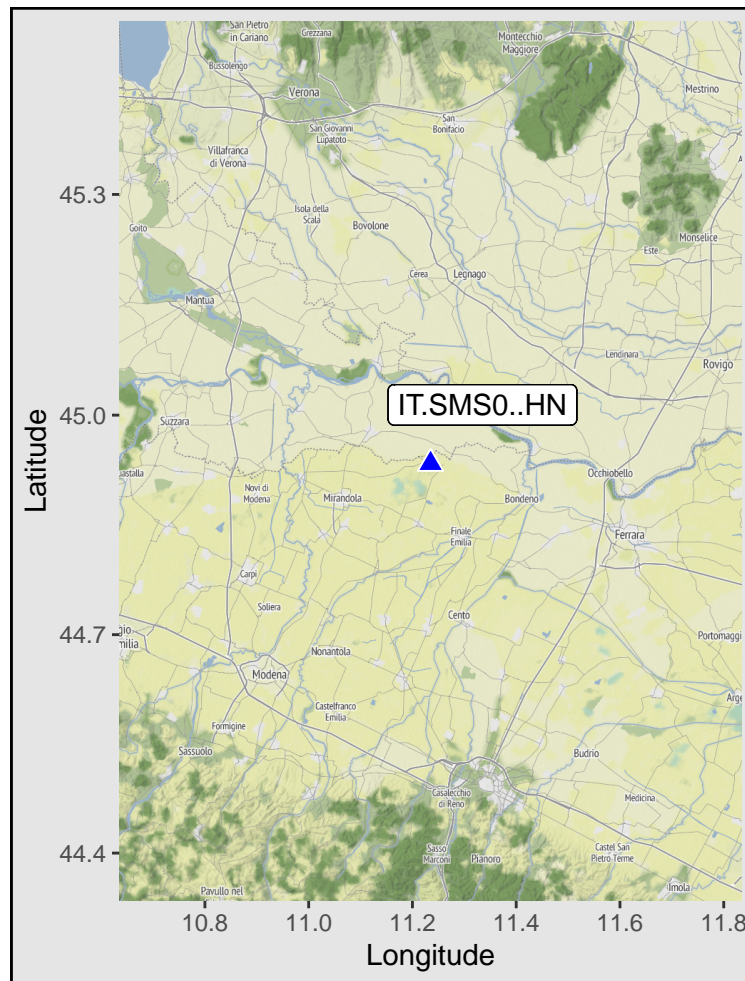 San Pietro
in Cariano
Grezzana
Montecchio
Maggiore
Bussolengo
Verona
Mestrino
San Giovanni
Lupatoto
San
Bonifacio
Villafranca
di Verona
45.3
Isola della
Scala
Bovolone
Goito
Monselice
Este
Cerea
Legnago
Mantua
Lendinara
Rovigo
IT.SMS0..HN
45.0
Suzzara
Latitude
Occhiobello
uastalla
Novi di
Modena
Mirandola
Bondeno
Finale
Emilia
Ferrara
Carpi
Soliera
Cento
44.7
gio
milia
Portomaggi
Nonantola
Modena
Arge
Castelfranco
Emilia
Formigine
Sassuolo
Budrio
Casalecchio
di Reno
Medicina
44.4
Sasso
Marconi
Pianoro
Castel San
Pietro Terme
Pavullo nel
Imola
10.8 11.0 11.2 11.4 11.6 11.8
Longitude